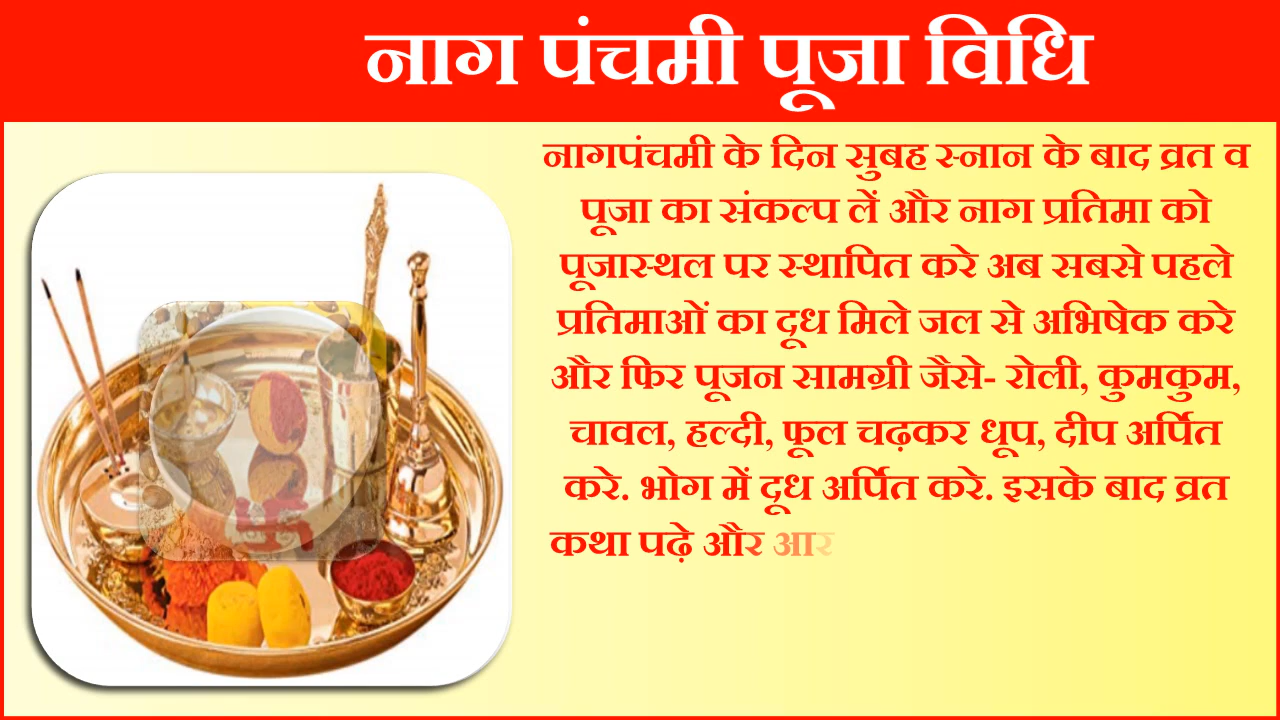 नाग पंचमी पूजा विधि
नागपंचमी के दिन सुबह स्नान के बाद व्रत व
पूजा का संकल्प लें और नाग प्रतिमा को
पूजास्थल पर स्थापित करे अब सबसे पहले
प्रतिमाओं का दूध मिले जल से अभिषेक करे
और फिर पूजन सामग्री जैसे- रोली, कुमकुम,
चावल, हल्दी, फूल चढ़कर धूप, दीप अर्पित
करे. भोग में दूध अर्पित करे. इसके बाद व्रत
कथा पढ़े और आर